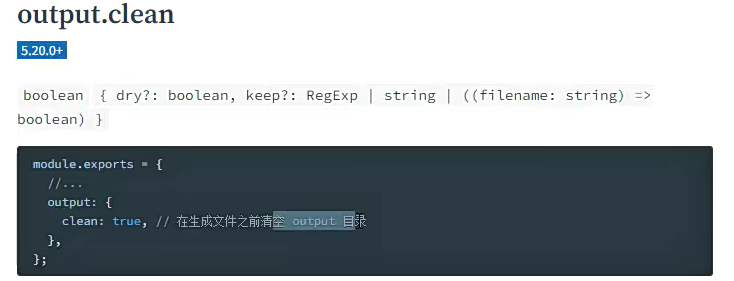 output.clean
5.20.0+
boolean { dry?: boolean, keep?: RegExp | string | ((filename: string) =>
boolean) }
module.exports = {
//...
output: {
clean: true, // 在生成文件之前清空 output 目录
},
};